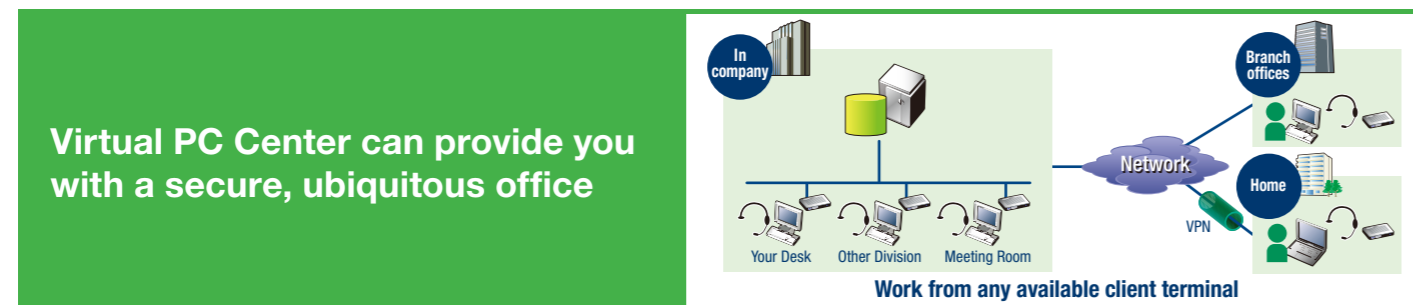 Virtual PC Center can provide you
with a secure, ubiquitous office
In
company
Your Desk
Other Division
Meeting Room
Network
Branch
offices
Home
VPN
Work from any available client terminal